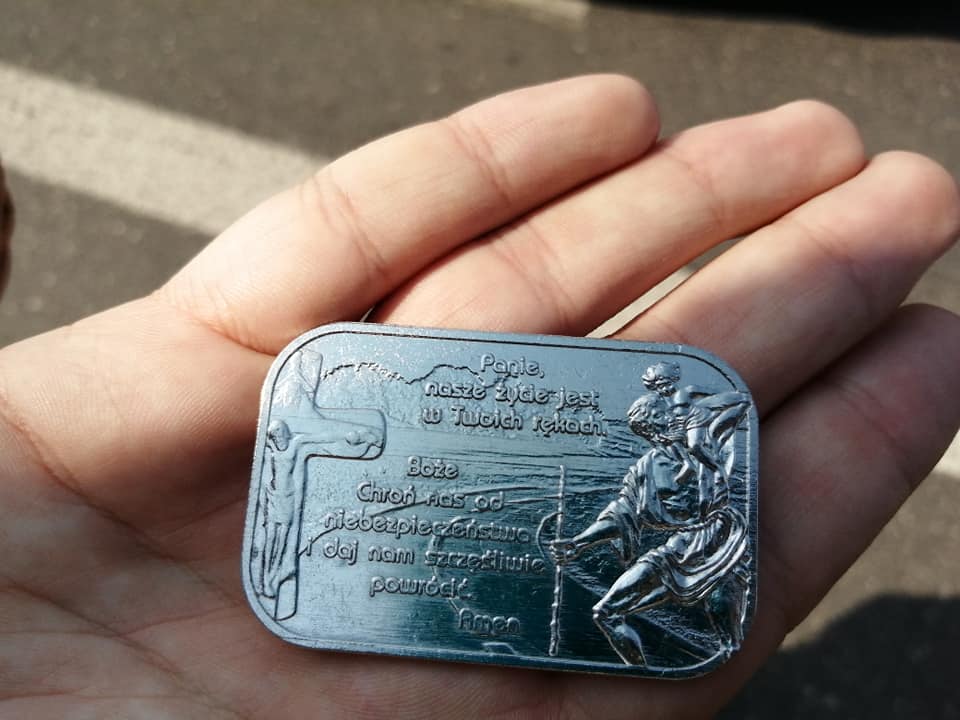 Panie,
nasze życie jest
w Twoich rękach.
Boże
Chroń nas od
niebezpieczeństwa
i daj nam szczęśliwie
powrócić
Amen